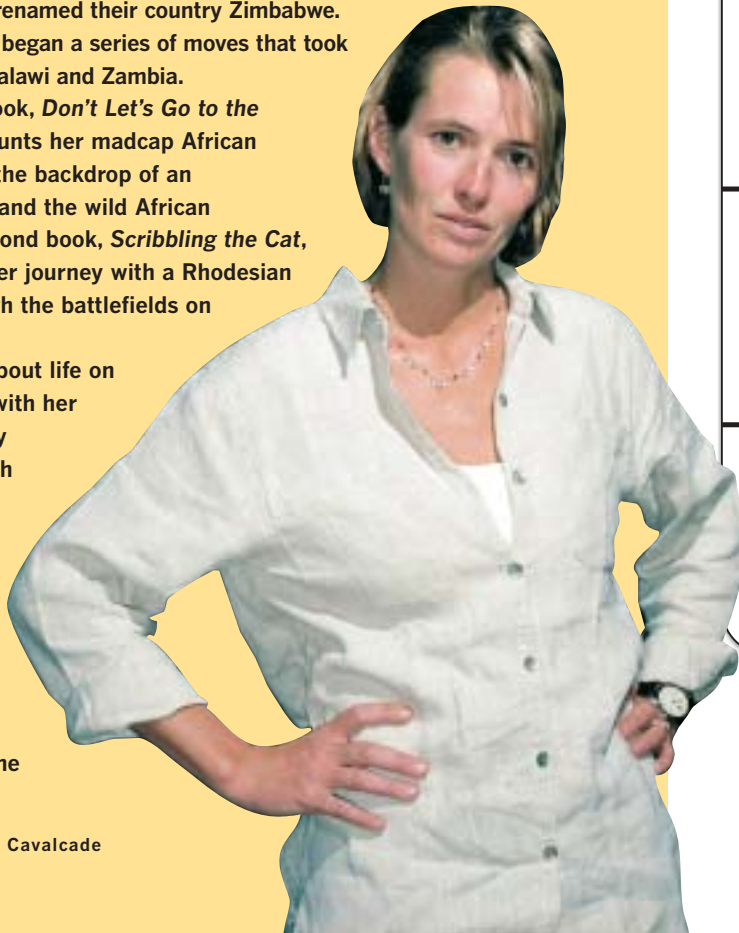 renamed their country Zimbabwe.
began a series of moves that took
alawi and Zambia.
ook, Don't Let's Go to the
unts her madcap African
the backdrop of an
and the wild African
ond book, Scribbling the Cat,
er journey with a Rhodesian
h the battlefields on
bout life on
with her
y
h
ne
Cavalcade